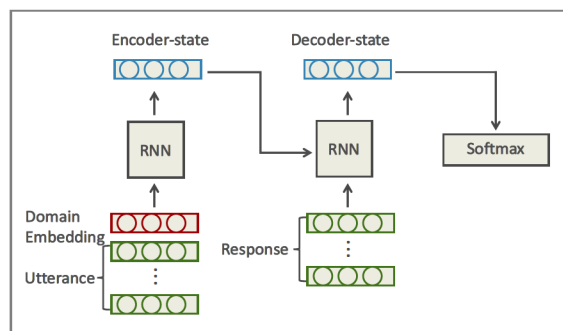 Encoder-state
Decoder-state
RNN
RNN
Softmax
Domain
Embedding
Utterance
Response